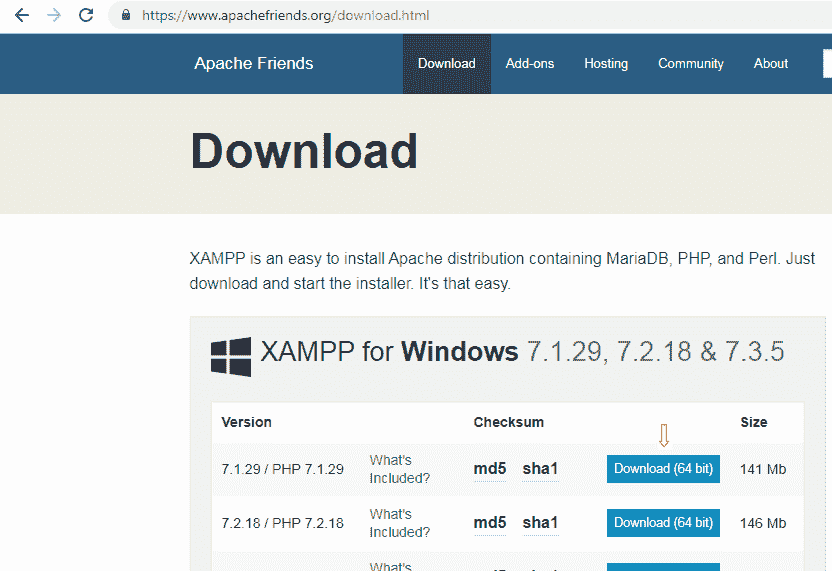 https://www.apachefriends.org/download.html
Apache Friends Download Add-ons Hosting Community About
Download
XAMPP is an easy to install Apache distribution containing MariaDB, PHP, and Perl. Just
download and start the installer. It's that easy.
XAMPP for Windows 7.1.29, 7.2.18 & 7.3.5
Version Checksum Size
7.1.29 / PHP 7.1.29 What's Included? md5 sha1 Download (64 bit) 141 Mb
7.2.18 / PHP 7.2.18 What's Included? md5 sha1 Download (64 bit) 146 Mb
What's